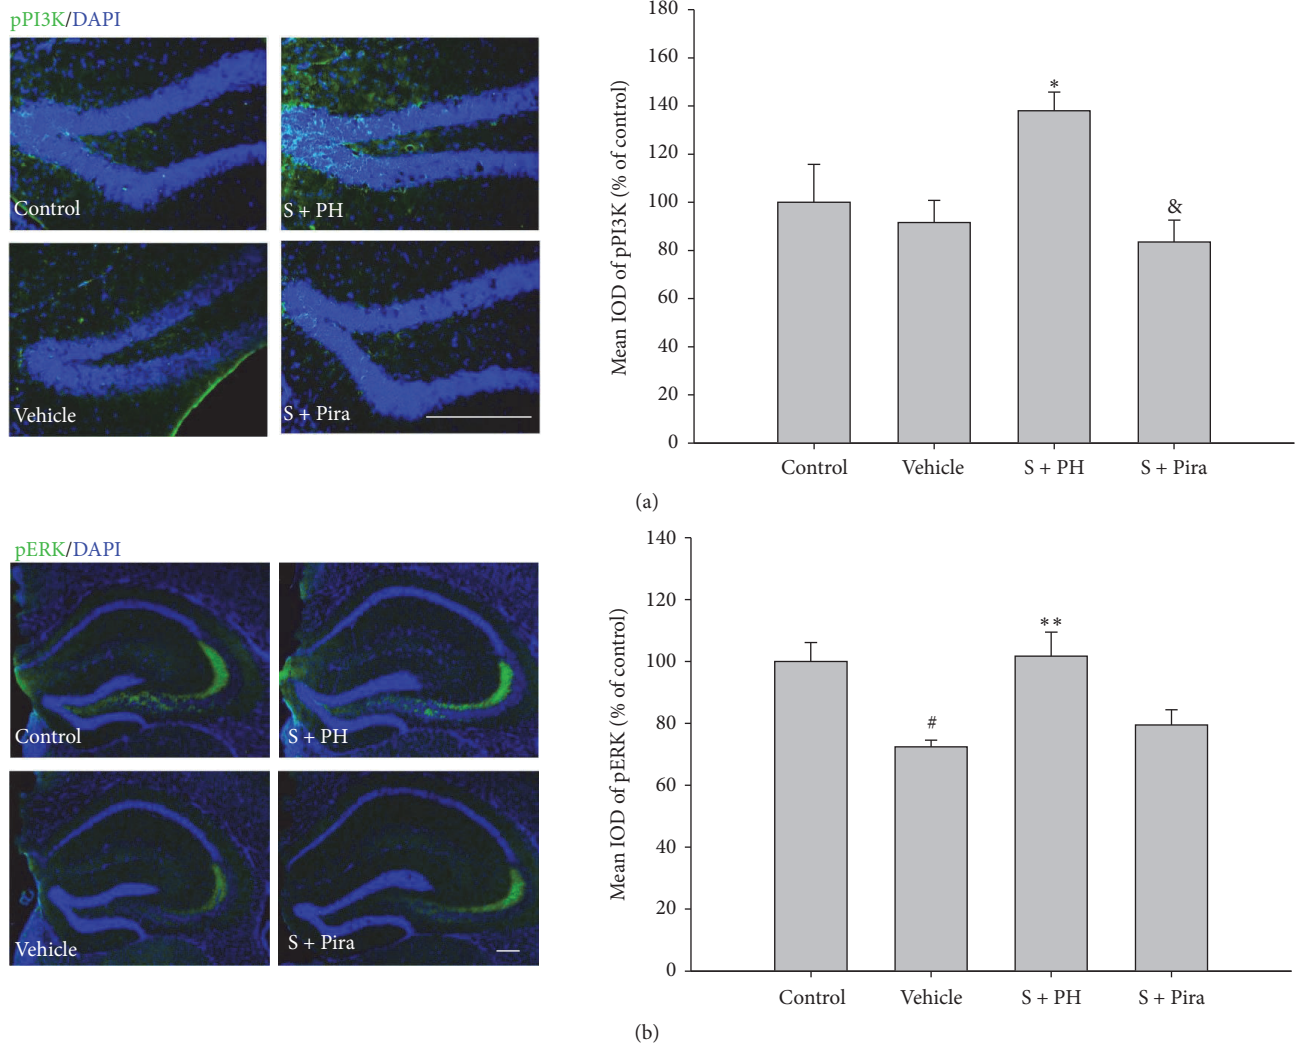 pPI3K/DAPI
Control
S + PH
Vehicle
S + Pira
Mean IOD of pPI3K (% of control)
180
160
140
120
100
80
60
40
20
0
*
&
Control Vehicle S + PH S + Pira
(a)
pERK/DAPI
Control
S + PH
Vehicle
S + Pira
Mean IOD of pERK (% of control)
140
120
100
80
60
40
20
0
#
**
Control Vehicle S + PH S + Pira
(b)